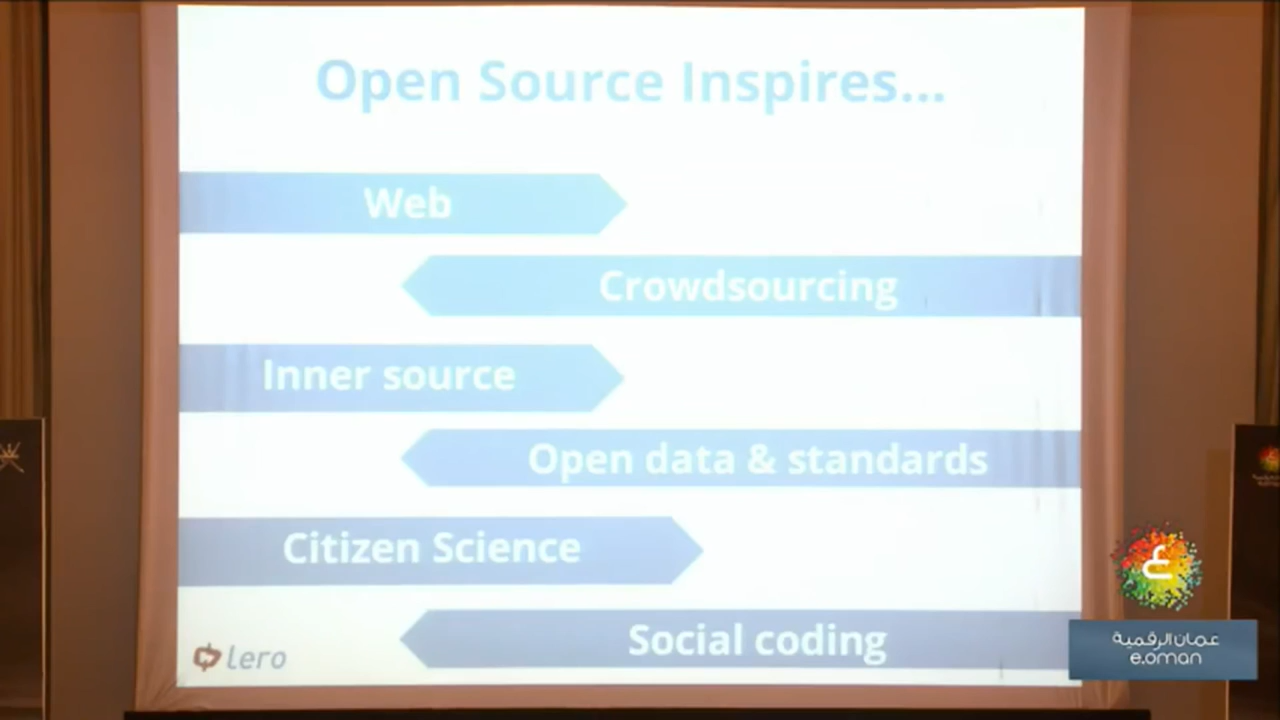 Open Source Inspires...
Web
Crowdsourcing
Inner source
Open data & standards
Citizen Science
Social coding
Lero
ع
عمان الرقمية
e.oman